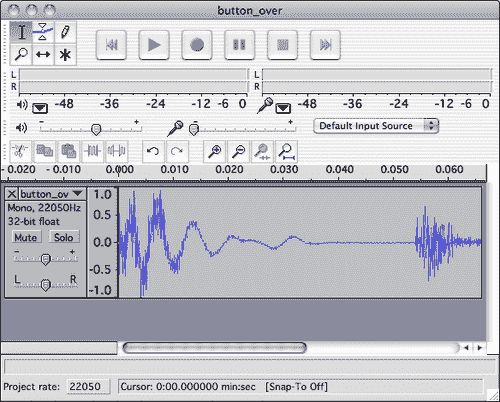 button_over
L
R
L
R
-48 -36 -24 -12 -6 0
-48 -36 -24 -12 -6 0
- +
- +
Default Input Source
- 0.020 - 0.010 0.000 0.010 0.020 0.030 0.040 0.050 0.060
X button_ov
Mono, 22050Hz
32-bit float
Mute Solo
- +
L R
1.0
0.5
0.0
-0.5
-1.0
Project rate: 22050 Cursor: 0:00.000000 min:sec [Snap-To Off]